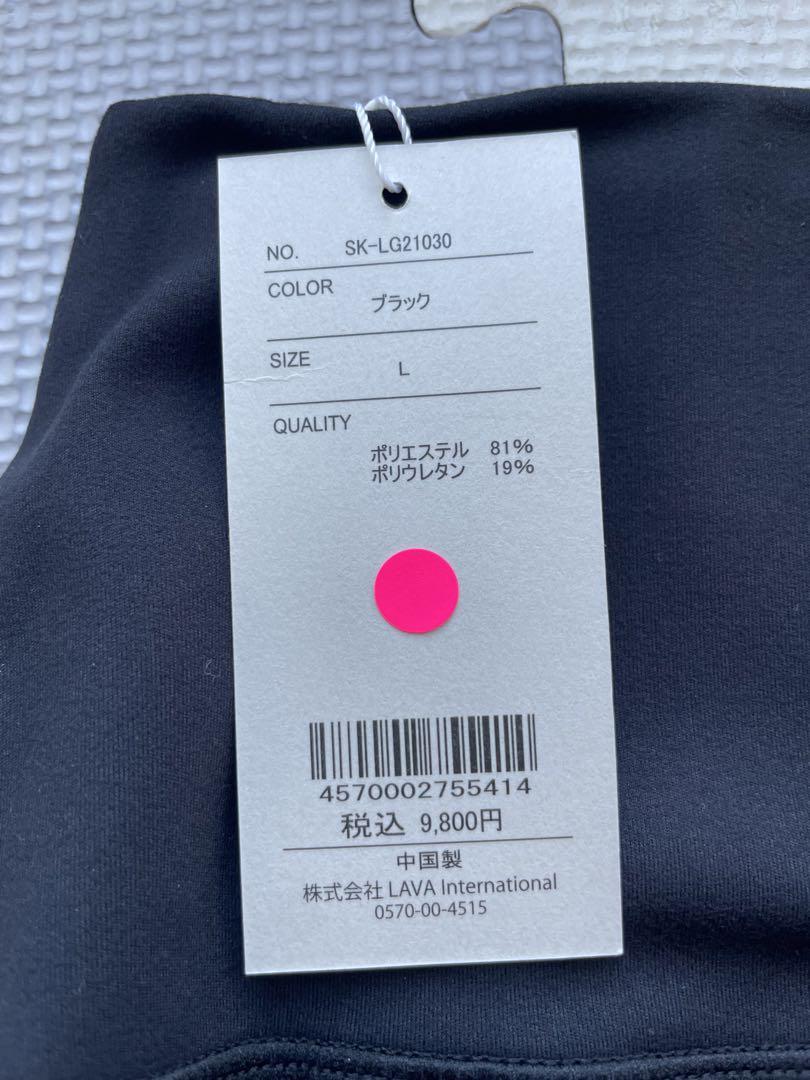 NO. SK-LG21030
COLOR
ブラック
SIZE
L
QUALITY
ポリエステル 81%
ポリウレタン 19%
4570002755414
税込 9,800円
中国製
株式会社 LAVA International
0570-00-4515